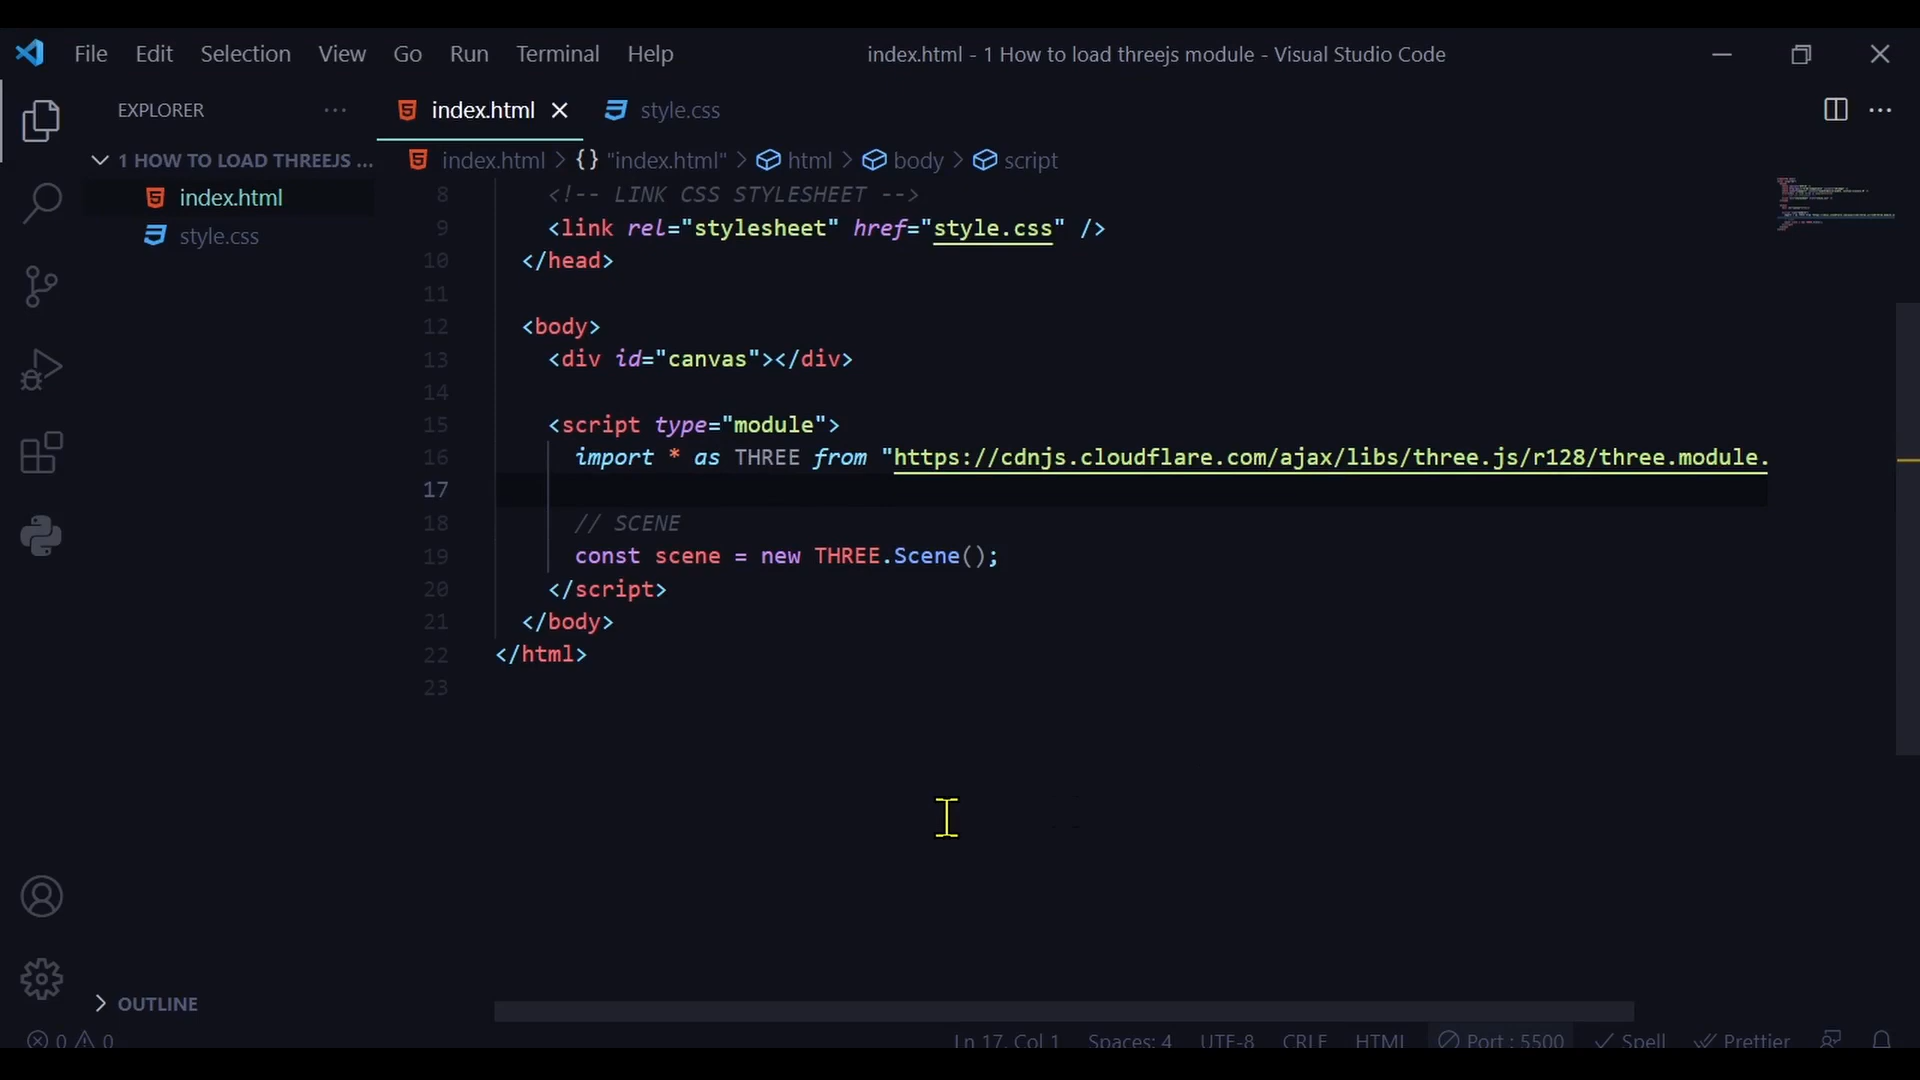 File Edit Selection View Go Run Terminal Help
index.html - 1 How to load threejs module - Visual Studio Code
EXPLORER ···
index.html
style.css
1 HOW TO LOAD THREEJS ...
index.html > {} "index.html" > html > body > script
index.html
style.css
8 <!-- LINK CSS STYLESHEET -->
9 <link rel="stylesheet" href="style.css" />
10 </head>
11
12 <body>
13 <div id="canvas"></div>
14
15 <script type="module">
16 import * as THREE from "https://cdnjs.cloudflare.com/ajax/libs/three.js/r128/three.module.
17
18 // SCENE
19 const scene = new THREE.Scene();
20 </script>
21 </body>
22 </html>
23
OUTLINE
0 0
Ln 17, Col 1 Spaces: 4 UTF-8 CRLF HTML Port : 5500 Spell Prettier